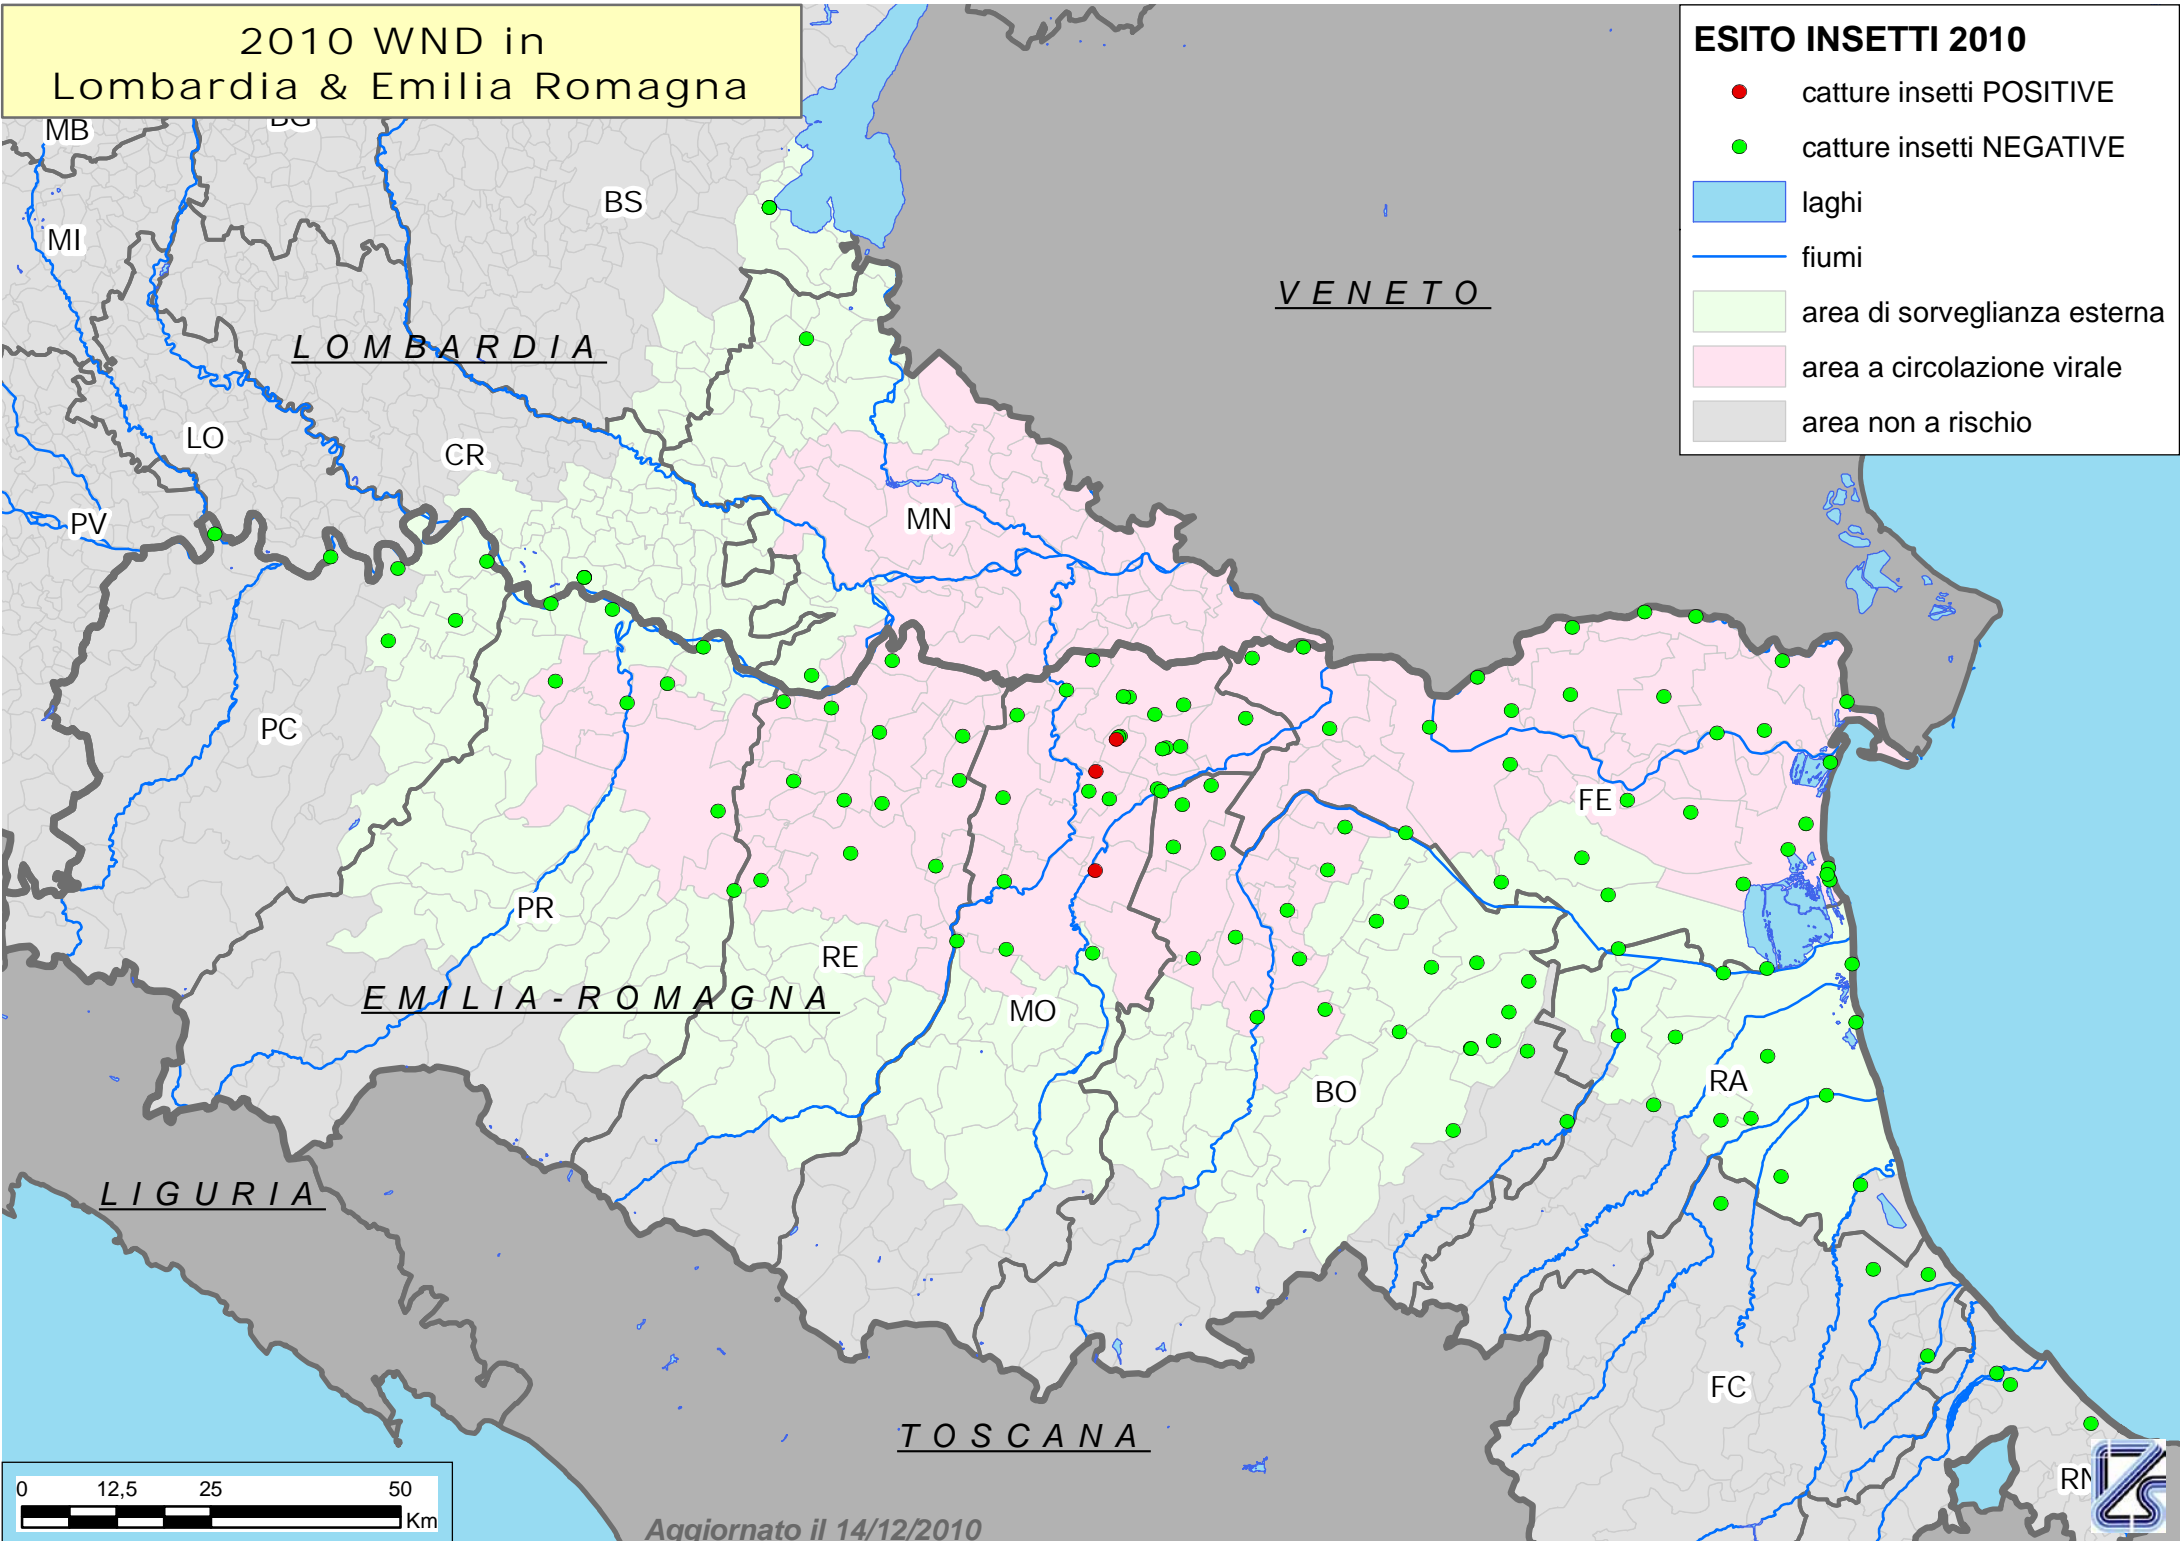 2010 WND in
Lombardia & Emilia Romagna
ESITO INSETTI 2010
catture insetti POSITIVE
catture insetti NEGATIVE
laghi
fiumi
area di sorveglianza esterna
area a circolazione virale
area non a rischio
MB
BG
BS
MI
VENETO
LOMBARDIA
LO
CR
PV
MN
PC
FE
PR
RE
EMILIA-ROMAGNA
MO
RA
BO
LIGURIA
FC
TOSCANA
RN
0 12,5 25 50
Km
Aggiornato il 14/12/2010